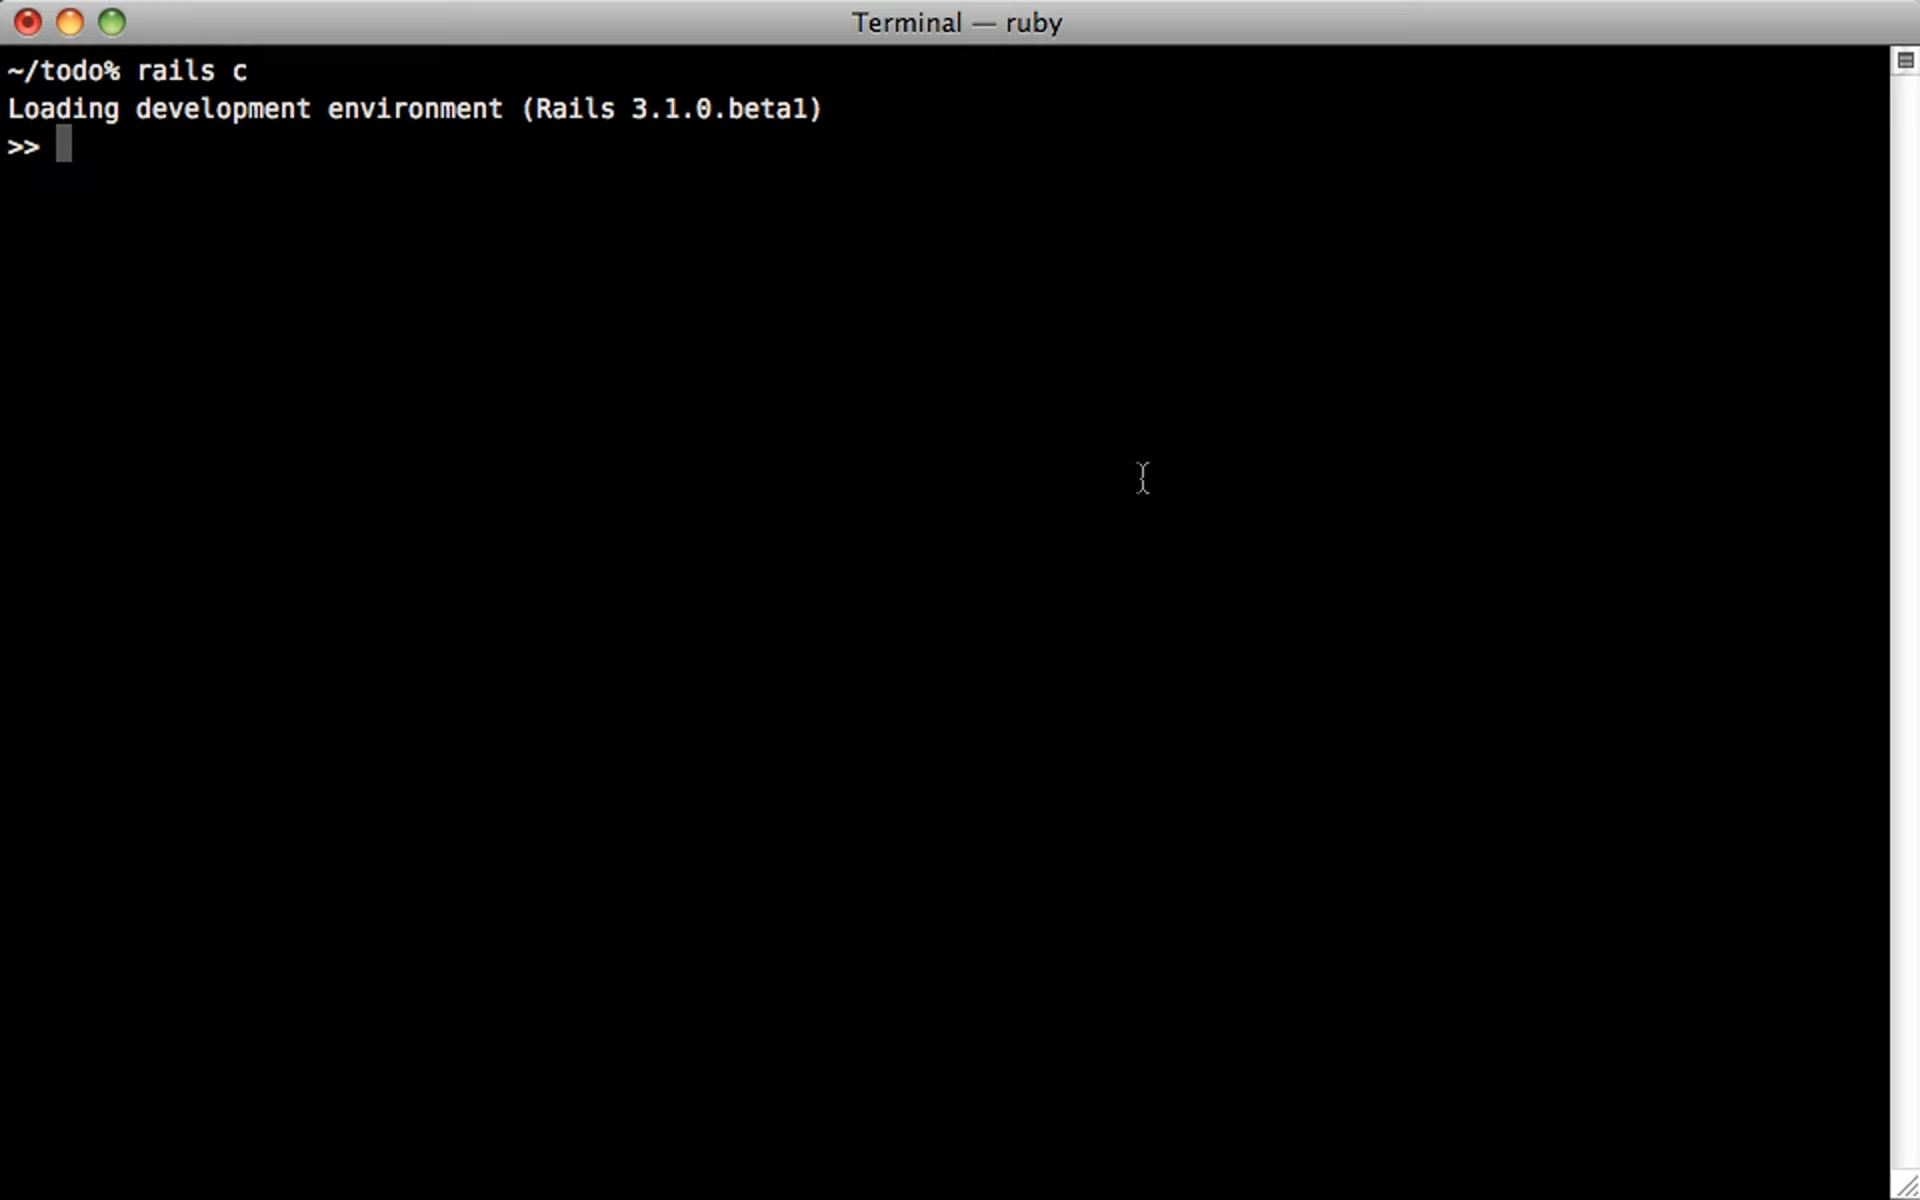 Terminal — ruby
~/todo% rails c
Loading development environment (Rails 3.1.0.beta1)
>>